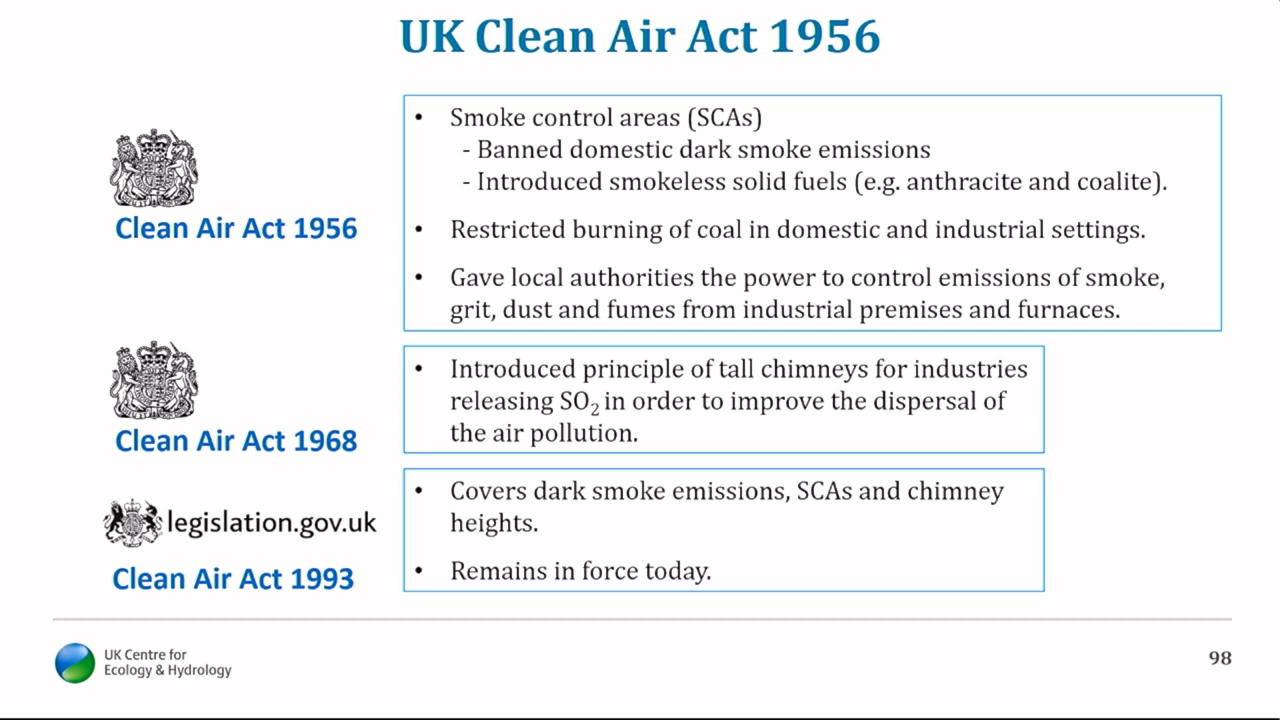 UK Clean Air Act 1956
Clean Air Act 1956
• Smoke control areas (SCAs)
- Banned domestic dark smoke emissions
- Introduced smokeless solid fuels (e.g. anthracite and coalite).
• Restricted burning of coal in domestic and industrial settings.
• Gave local authorities the power to control emissions of smoke,
grit, dust and fumes from industrial premises and furnaces.
Clean Air Act 1968
• Introduced principle of tall chimneys for industries
releasing SO₂ in order to improve the dispersal of
the air pollution.
legislation.gov.uk
Clean Air Act 1993
• Covers dark smoke emissions, SCAs and chimney
heights.
• Remains in force today.
UK Centre for
Ecology & Hydrology
98